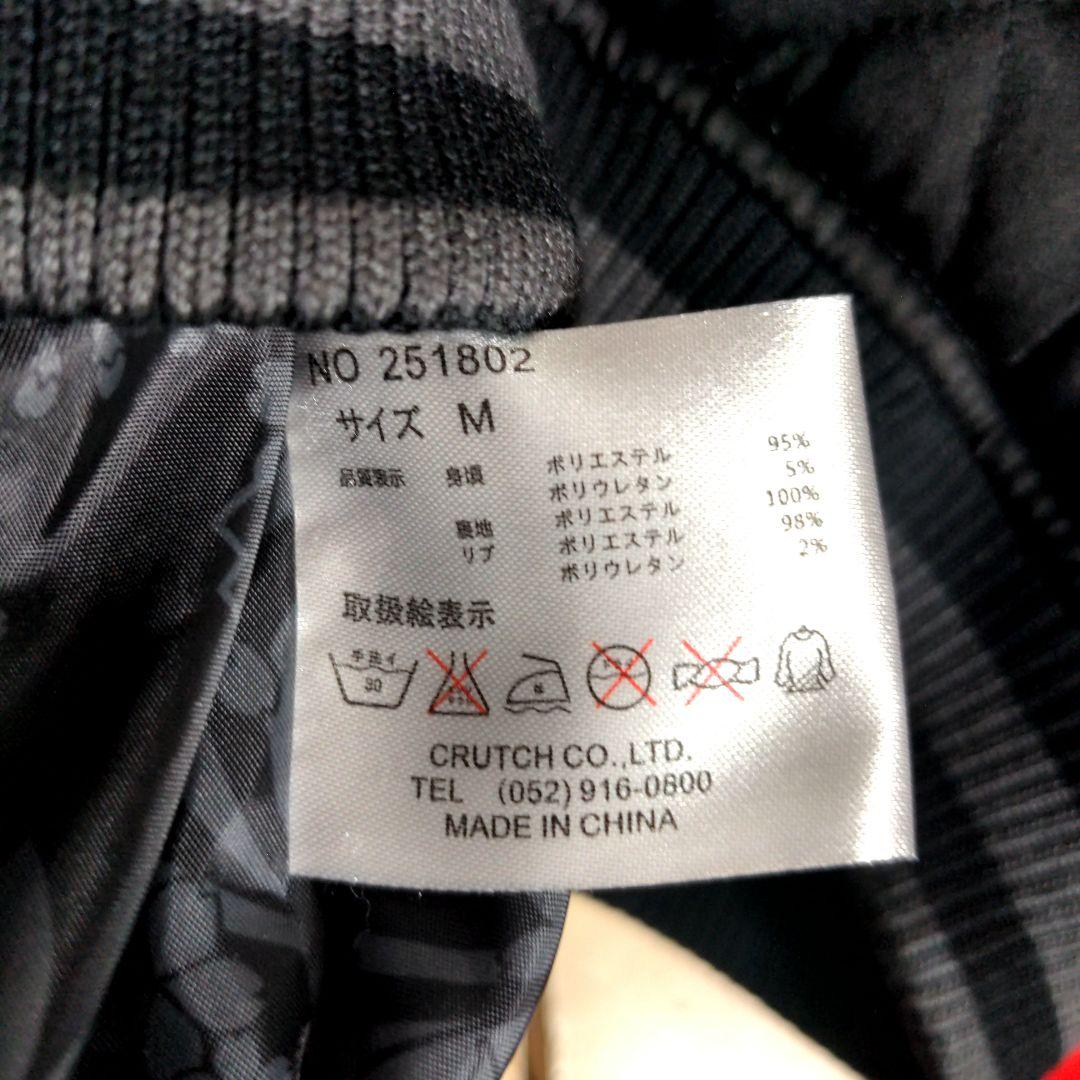 NO 251802
サイズ M
品質表示 身頃 ポリエステル 95%
ポリウレタン 5%
裏地 ポリエステル 100%
リブ ポリエステル 98%
ポリウレタン 2%
取扱絵表示
手洗イ
30
CRUTCH CO.,LTD.
TEL (052) 916-0800
MADE IN CHINA